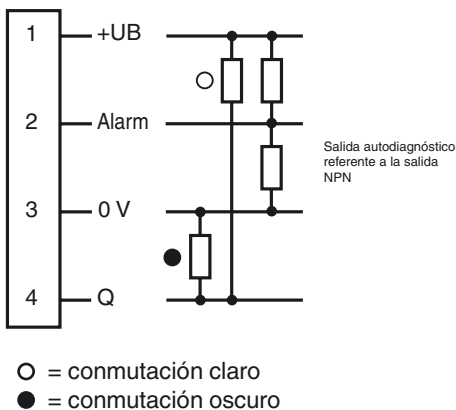 1 +UB
2 Alarm
Salida autodiagnóstico
referente a la salida
NPN
3 0 V
4 Q
= conmutación claro
= conmutación oscuro